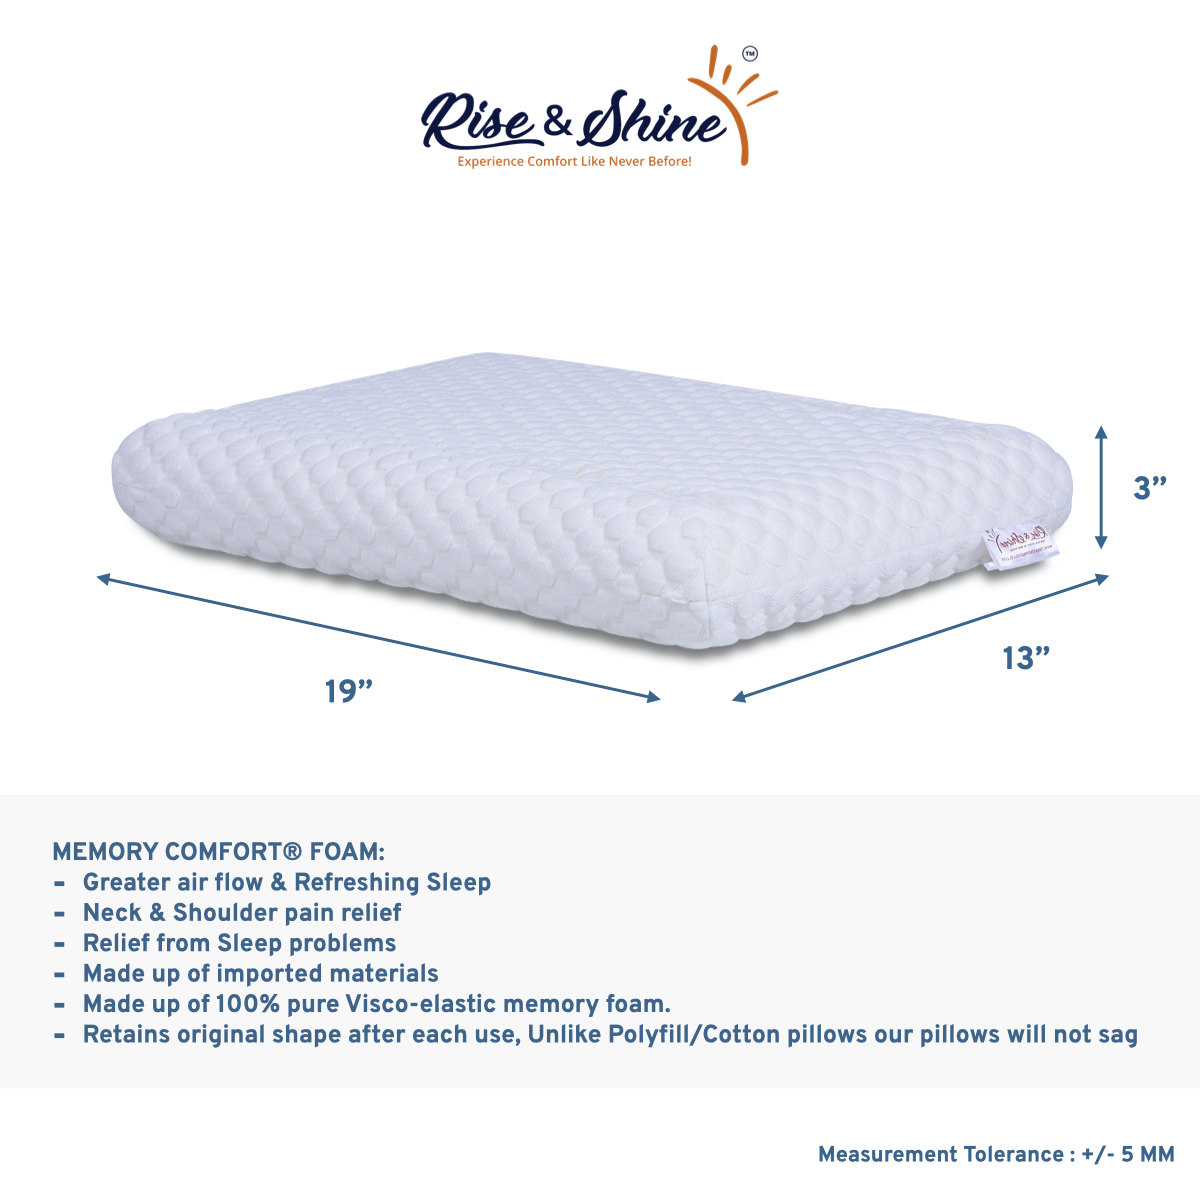 TM
Rise & Shine
Experience Comfort Like Never Before!
3”
Rise & Shine
13”
19”
MEMORY COMFORT® FOAM:
- Greater air flow & Refreshing Sleep
- Neck & Shoulder pain relief
- Relief from Sleep problems
- Made up of imported materials
- Made up of 100% pure Visco-elastic memory foam.
- Retains original shape after each use, Unlike Polyfill/Cotton pillows our pillows will not sag
Measurement Tolerance : +/- 5 MM